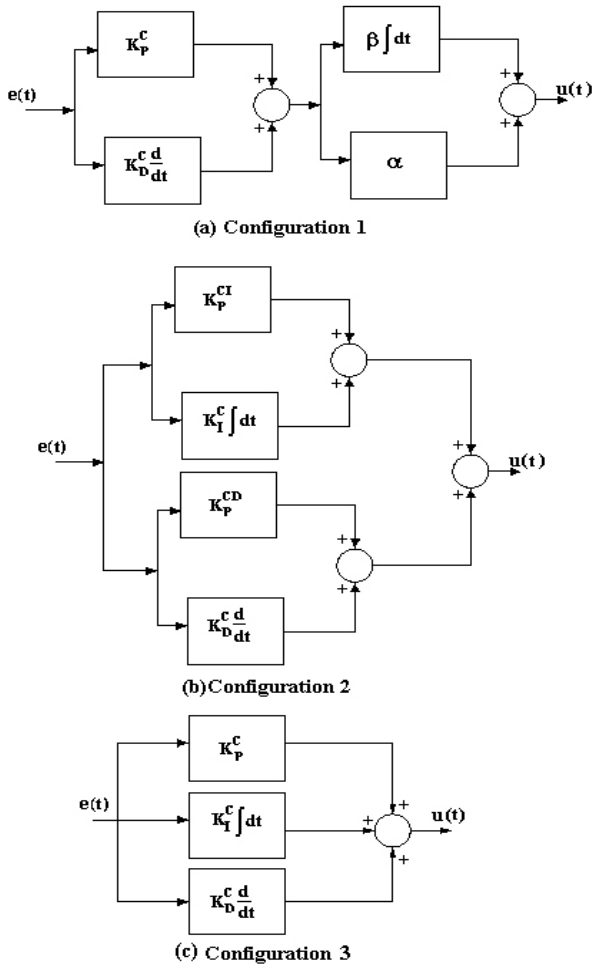 K_P^C
β∫dt
e(t)
+
+
+
+
u(t)
K_D^C d/dt
α
(a) Configuration 1
K_P^CI
+
+
K_I^C ∫dt
e(t)
+
+
u(t)
K_P^CD
+
+
K_D^C d/dt
(b)Configuration 2
K_P^C
e(t)
K_I^C ∫dt
+
+
+
u(t)
K_D^C d/dt
(c) Configuration 3